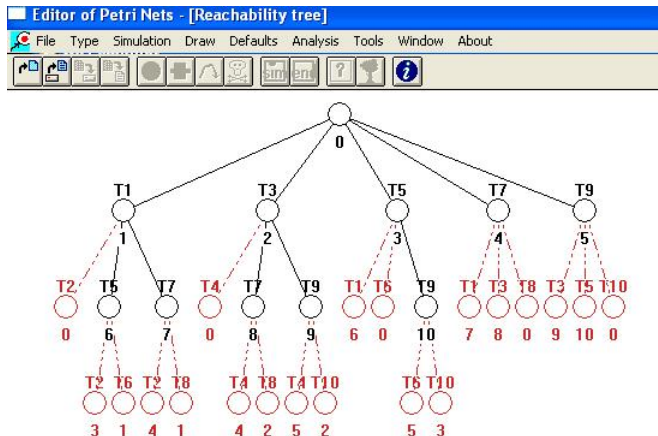 Editor of Petri Nets - [Reachability tree]
File Type Simulation Draw Defaults Analysis Tools Window About
sim ? i
0
T1 T3 T5 T7 T9
1 2 3 4 5
T2 T5 T7 T4 T7 T9 T1 T6 T9 T1 T3 T8 T3 T5 T10
0 6 7 0 8 9 6 0 10 7 8 0 9 10 0
T2 T6 T2 T8 T4 T8 T4 T10 T6 T10
3 1 4 1 4 2 5 2 5 3